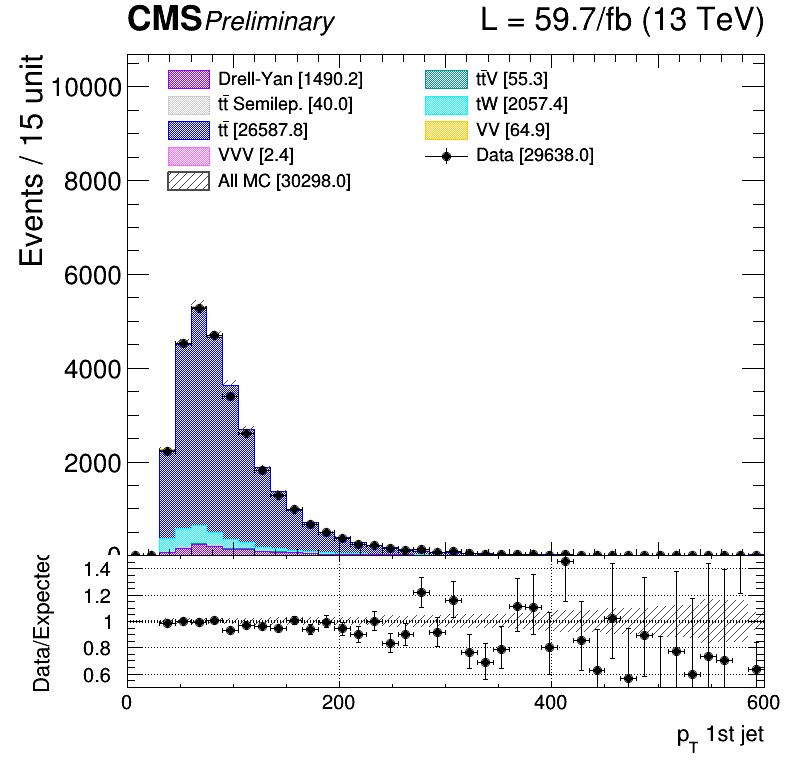 CMS Preliminary L = 59.7/fb (13 TeV)
Events / 15 unit
10000
8000
6000
4000
2000
0
Drell-Yan [1490.2]
tt̄ Semilep. [40.0]
tt̄ [26587.8]
VVV [2.4]
All MC [30298.0]
tt̄V [55.3]
tW [2057.4]
VV [64.9]
Data [29638.0]
Data/Expected
1.4
1.2
1
0.8
0.6
0 200 400 600
p_T 1st jet